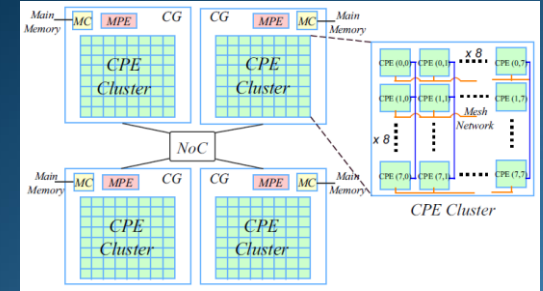 Main
Memory
MC
MPE
CG
CPE
Cluster
CG
MPE
MC
Main
Memory
CPE
Cluster
NoC
Main
Memory
MC
MPE
CG
CPE
Cluster
CG
MPE
MC
Main
Memory
CPE
Cluster
x 8
CPE (0,0)
CPE (0,1)
CPE (0,7)
CPE (1,0)
CPE (1,1)
CPE (1,7)
Mesh
Network
x 8
CPE (7,0)
CPE (7,1)
CPE (7,7)
CPE Cluster